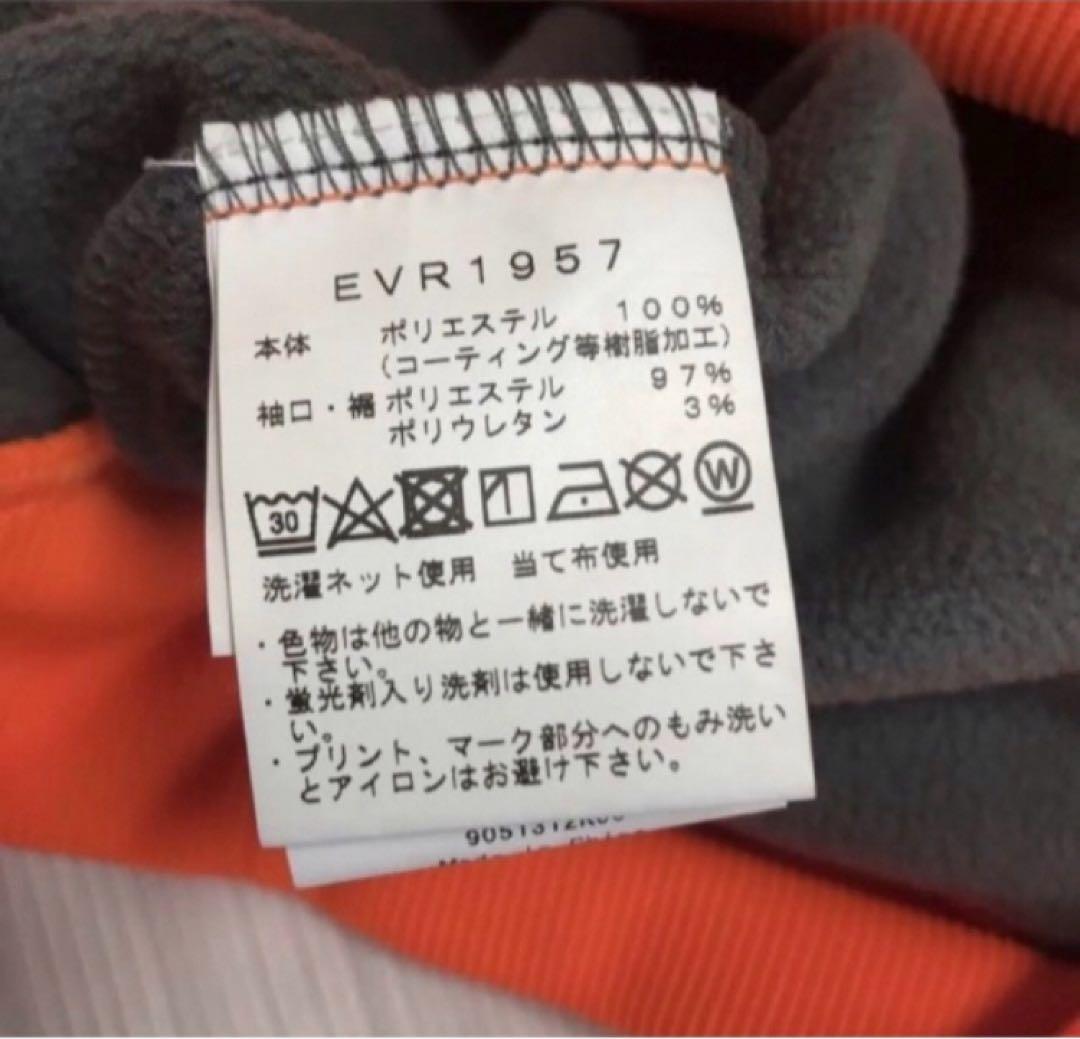 EVR1957
本体 ポリエステル 100%
(コーティング等樹脂加工)
袖口・裾 ポリエステル 97%
ポリウレタン 3%
30 W
洗濯ネット使用 当て布使用
・色物は他の物と一緒に洗濯しないで
下さい。
・蛍光剤入り洗剤は使用しないで下さ
い。
・プリント、マーク部分へのもみ洗い
とアイロンはお避け下さい。